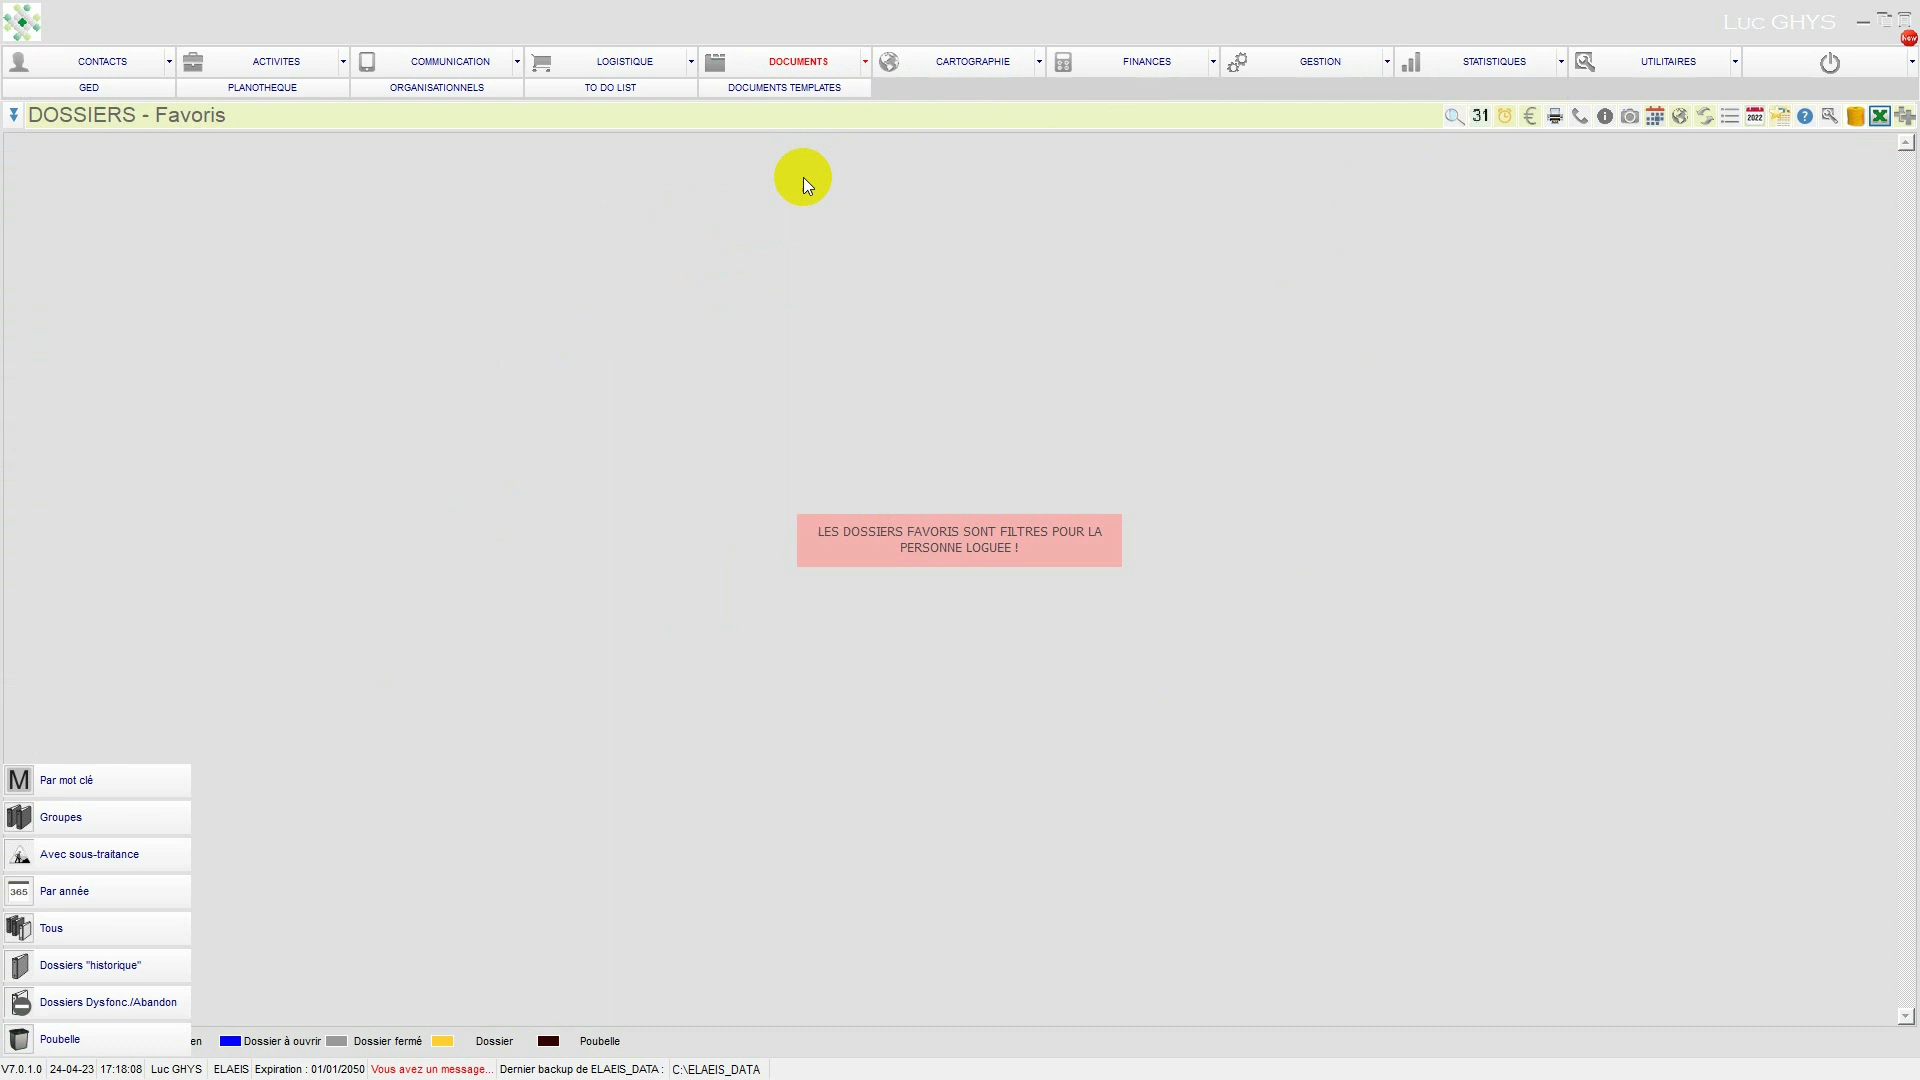 Luc GHYS
New
CONTACTS
ACTIVITES
COMMUNICATION
LOGISTIQUE
DOCUMENTS
CARTOGRAPHIE
FINANCES
GESTION
STATISTIQUES
UTILITAIRES
GED
PLANOTHEQUE
ORGANISATIONNELS
TO DO LIST
DOCUMENTS TEMPLATES
DOSSIERS - Favoris
31
2022
LES DOSSIERS FAVORIS SONT FILTRES POUR LA
PERSONNE LOGUEE !
M Par mot clé
Groupes
Avec sous-traitance
365 Par année
Tous
Dossiers "historique"
Dossiers Dysfonc./Abandon
Poubelle
en Dossier à ouvrir Dossier fermé Dossier Poubelle
V7.0.1.0 24-04-23 17:18:08 Luc GHYS ELAEIS Expiration : 01/01/2050 Vous avez un message... Dernier backup de ELAEIS_DATA : C:\ELAEIS_DATA